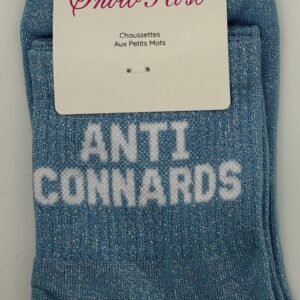 Chaussettes
Aux Petits Mots
ANTI
CONNARDS